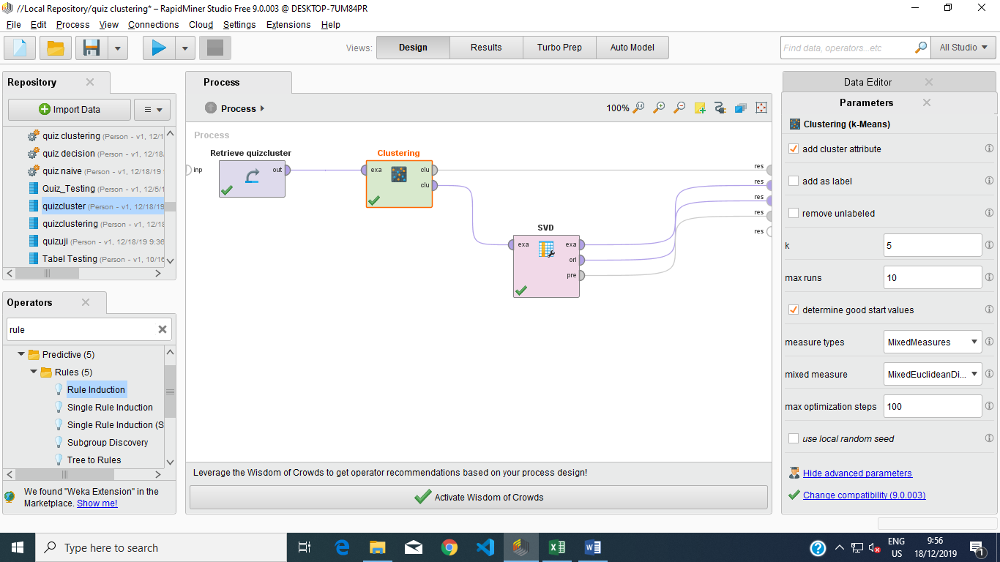 //Local Repository/quiz clustering* – RapidMiner Studio Free 9.0.003 @ DESKTOP-7UM84PR
File Edit Process View Connections Cloud Settings Extensions Help
Views: Design Results Turbo Prep Auto Model
Find data, operators...etc
All Studio
Repository
Import Data
quiz clustering (Person – v1, 12/1
quiz decision (Person – v1, 12/18,
quiz naive (Person – v1, 12/18/19 9
Quiz_Testing (Person – v1, 12/5/1
quizcluster (Person – v1, 12/18/19
quizclustering (Person – v1, 12/18
quizuji (Person – v1, 12/18/19 9:36
Tabel Testing (Person – v1, 10/16
Operators
rule
Predictive (5)
Rules (5)
Rule Induction
Single Rule Induction
Single Rule Induction (S
Subgroup Discovery
Tree to Rules
We found "Weka Extension" in the
Marketplace. Show me!
Process
Process
100%
Process
inp
Retrieve quizcluster
out
Clustering
exa clu
clu
SVD
exa exa
ori
pre
res
res
res
res
res
Leverage the Wisdom of Crowds to get operator recommendations based on your process design!
Activate Wisdom of Crowds
Data Editor
Parameters
Clustering (k-Means)
add cluster attribute
add as label
remove unlabeled
k 5
max runs 10
determine good start values
measure types MixedMeasures
mixed measure MixedEuclideanDi...
max optimization steps 100
use local random seed
Hide advanced parameters
Change compatibility (9.0.003)
Type here to search
ENG
US
9:56
18/12/2019
1